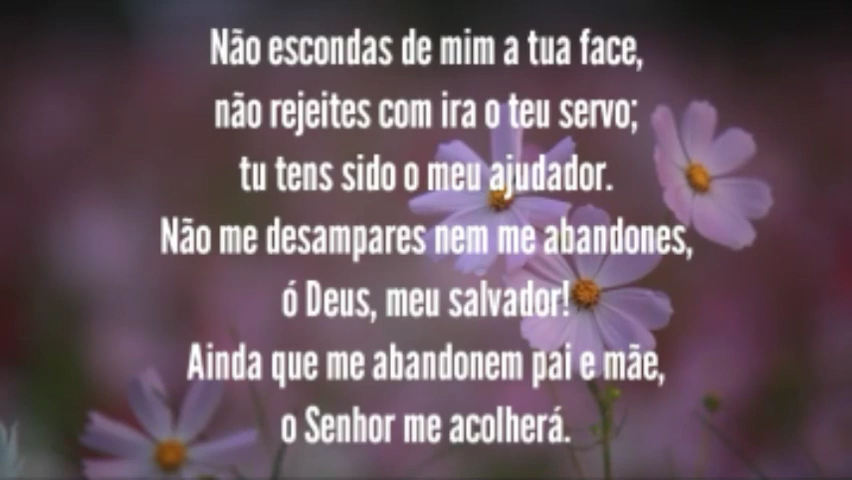 Não escondas de mim a tua face,
não rejeites com ira o teu servo;
tu tens sido o meu ajudador.
Não me desampares nem me abandones,
ó Deus, meu salvador!
Ainda que me abandonem pai e mãe,
o Senhor me acolherá.